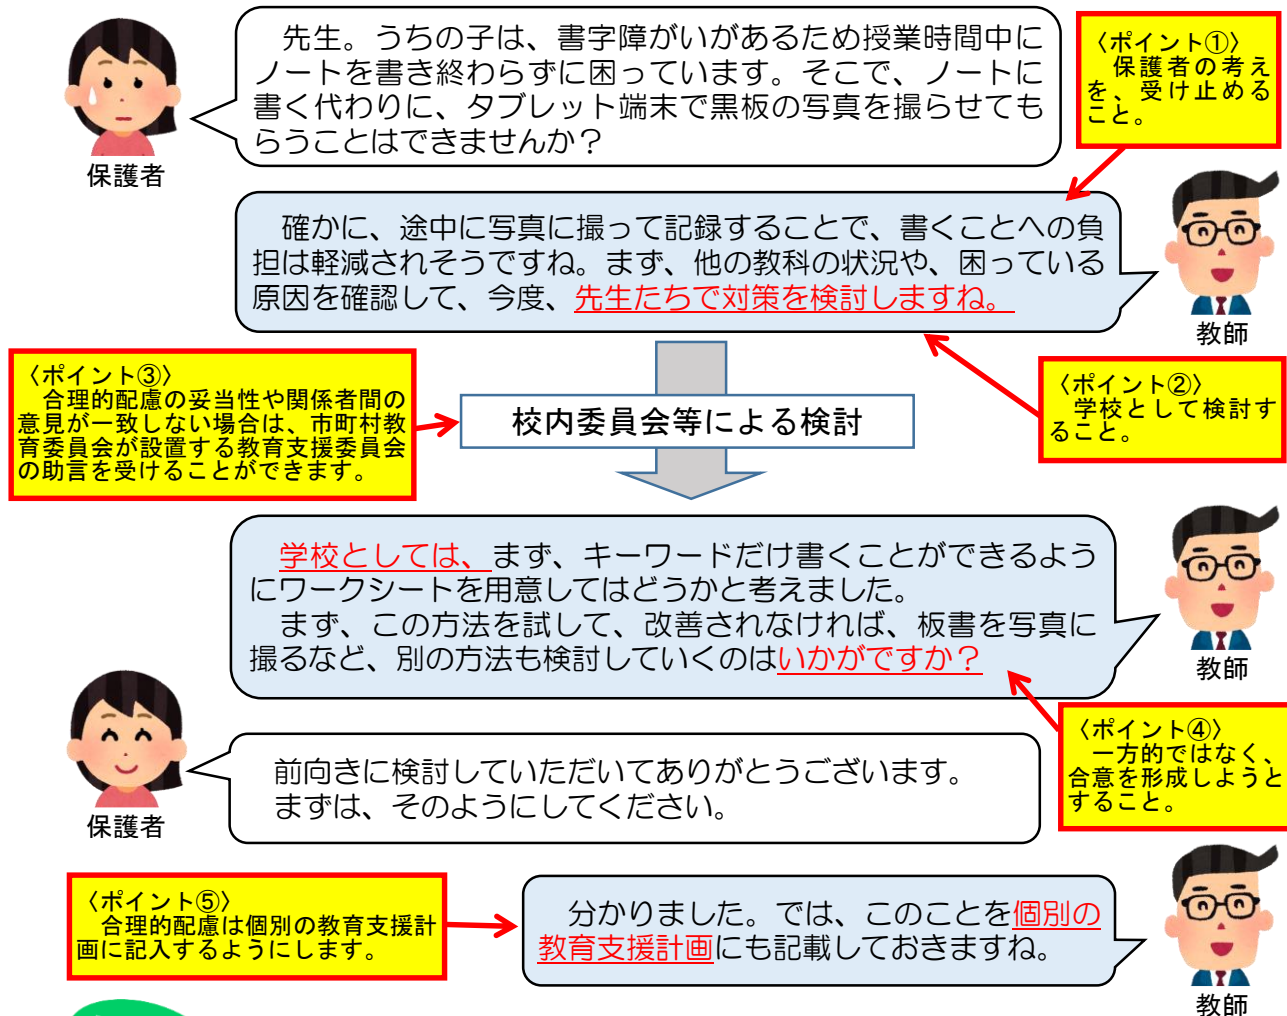 先生。うちの子は、書字障がいがあるため授業時間中に
ノートを書き終わらずに困っています。そこで、ノートに
書く代わりに、タブレット端末で黒板の写真を撮らせても
らうことはできませんか？
保護者
〈ポイント①〉
保護者の考え
を、受け止める
こと。
確かに、途中に写真に撮って記録することで、書くことへの負
担は軽減されそうですね。まず、他の教科の状況や、困っている
原因を確認して、今度、先生たちで対策を検討しますね。
教師
〈ポイント②〉
学校として検討す
ること。
〈ポイント③〉
合理的配慮の妥当性や関係者間の
意見が一致しない場合は、市町村教
育委員会が設置する教育支援委員会
の助言を受けることができます。
校内委員会等による検討
学校としては、まず、キーワードだけ書くことができるよう
にワークシートを用意してはどうかと考えました。
まず、この方法を試して、改善されなければ、板書を写真に
撮るなど、別の方法も検討していくのはいかがですか？
教師
〈ポイント④〉
一方的ではなく、
合意を形成しようと
すること。
前向きに検討していただいてありがとうございます。
まずは、そのようにしてください。
保護者
〈ポイント⑤〉
合理的配慮は個別の教育支援計
画に記入するようにします。
分かりました。では、このことを個別の
教育支援計画にも記載しておきますね。
教師